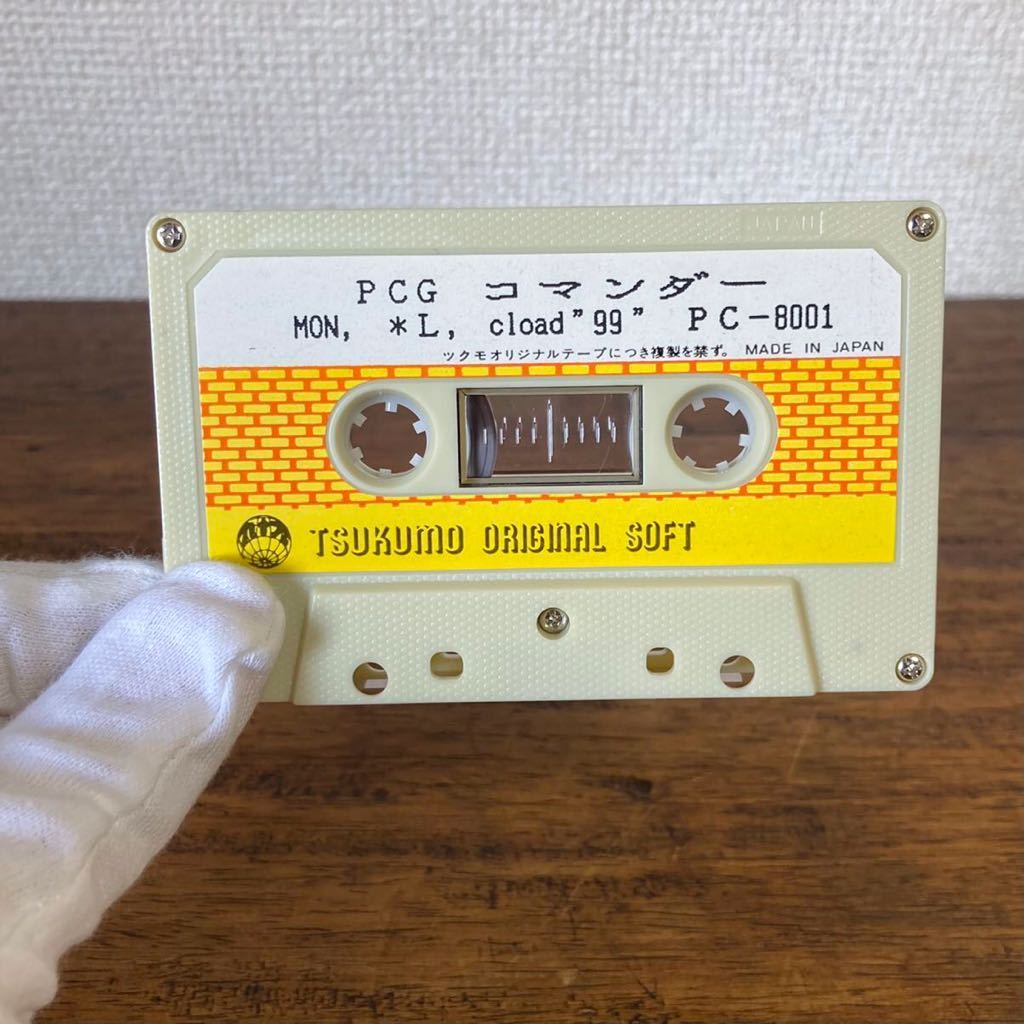 PCG コマンダー
MON, *L, cload"99" PC-8001
ツクモオリジナルテープにつき複製を禁ず。 MADE IN JAPAN
TSUKUMO ORIGINAL SOFT